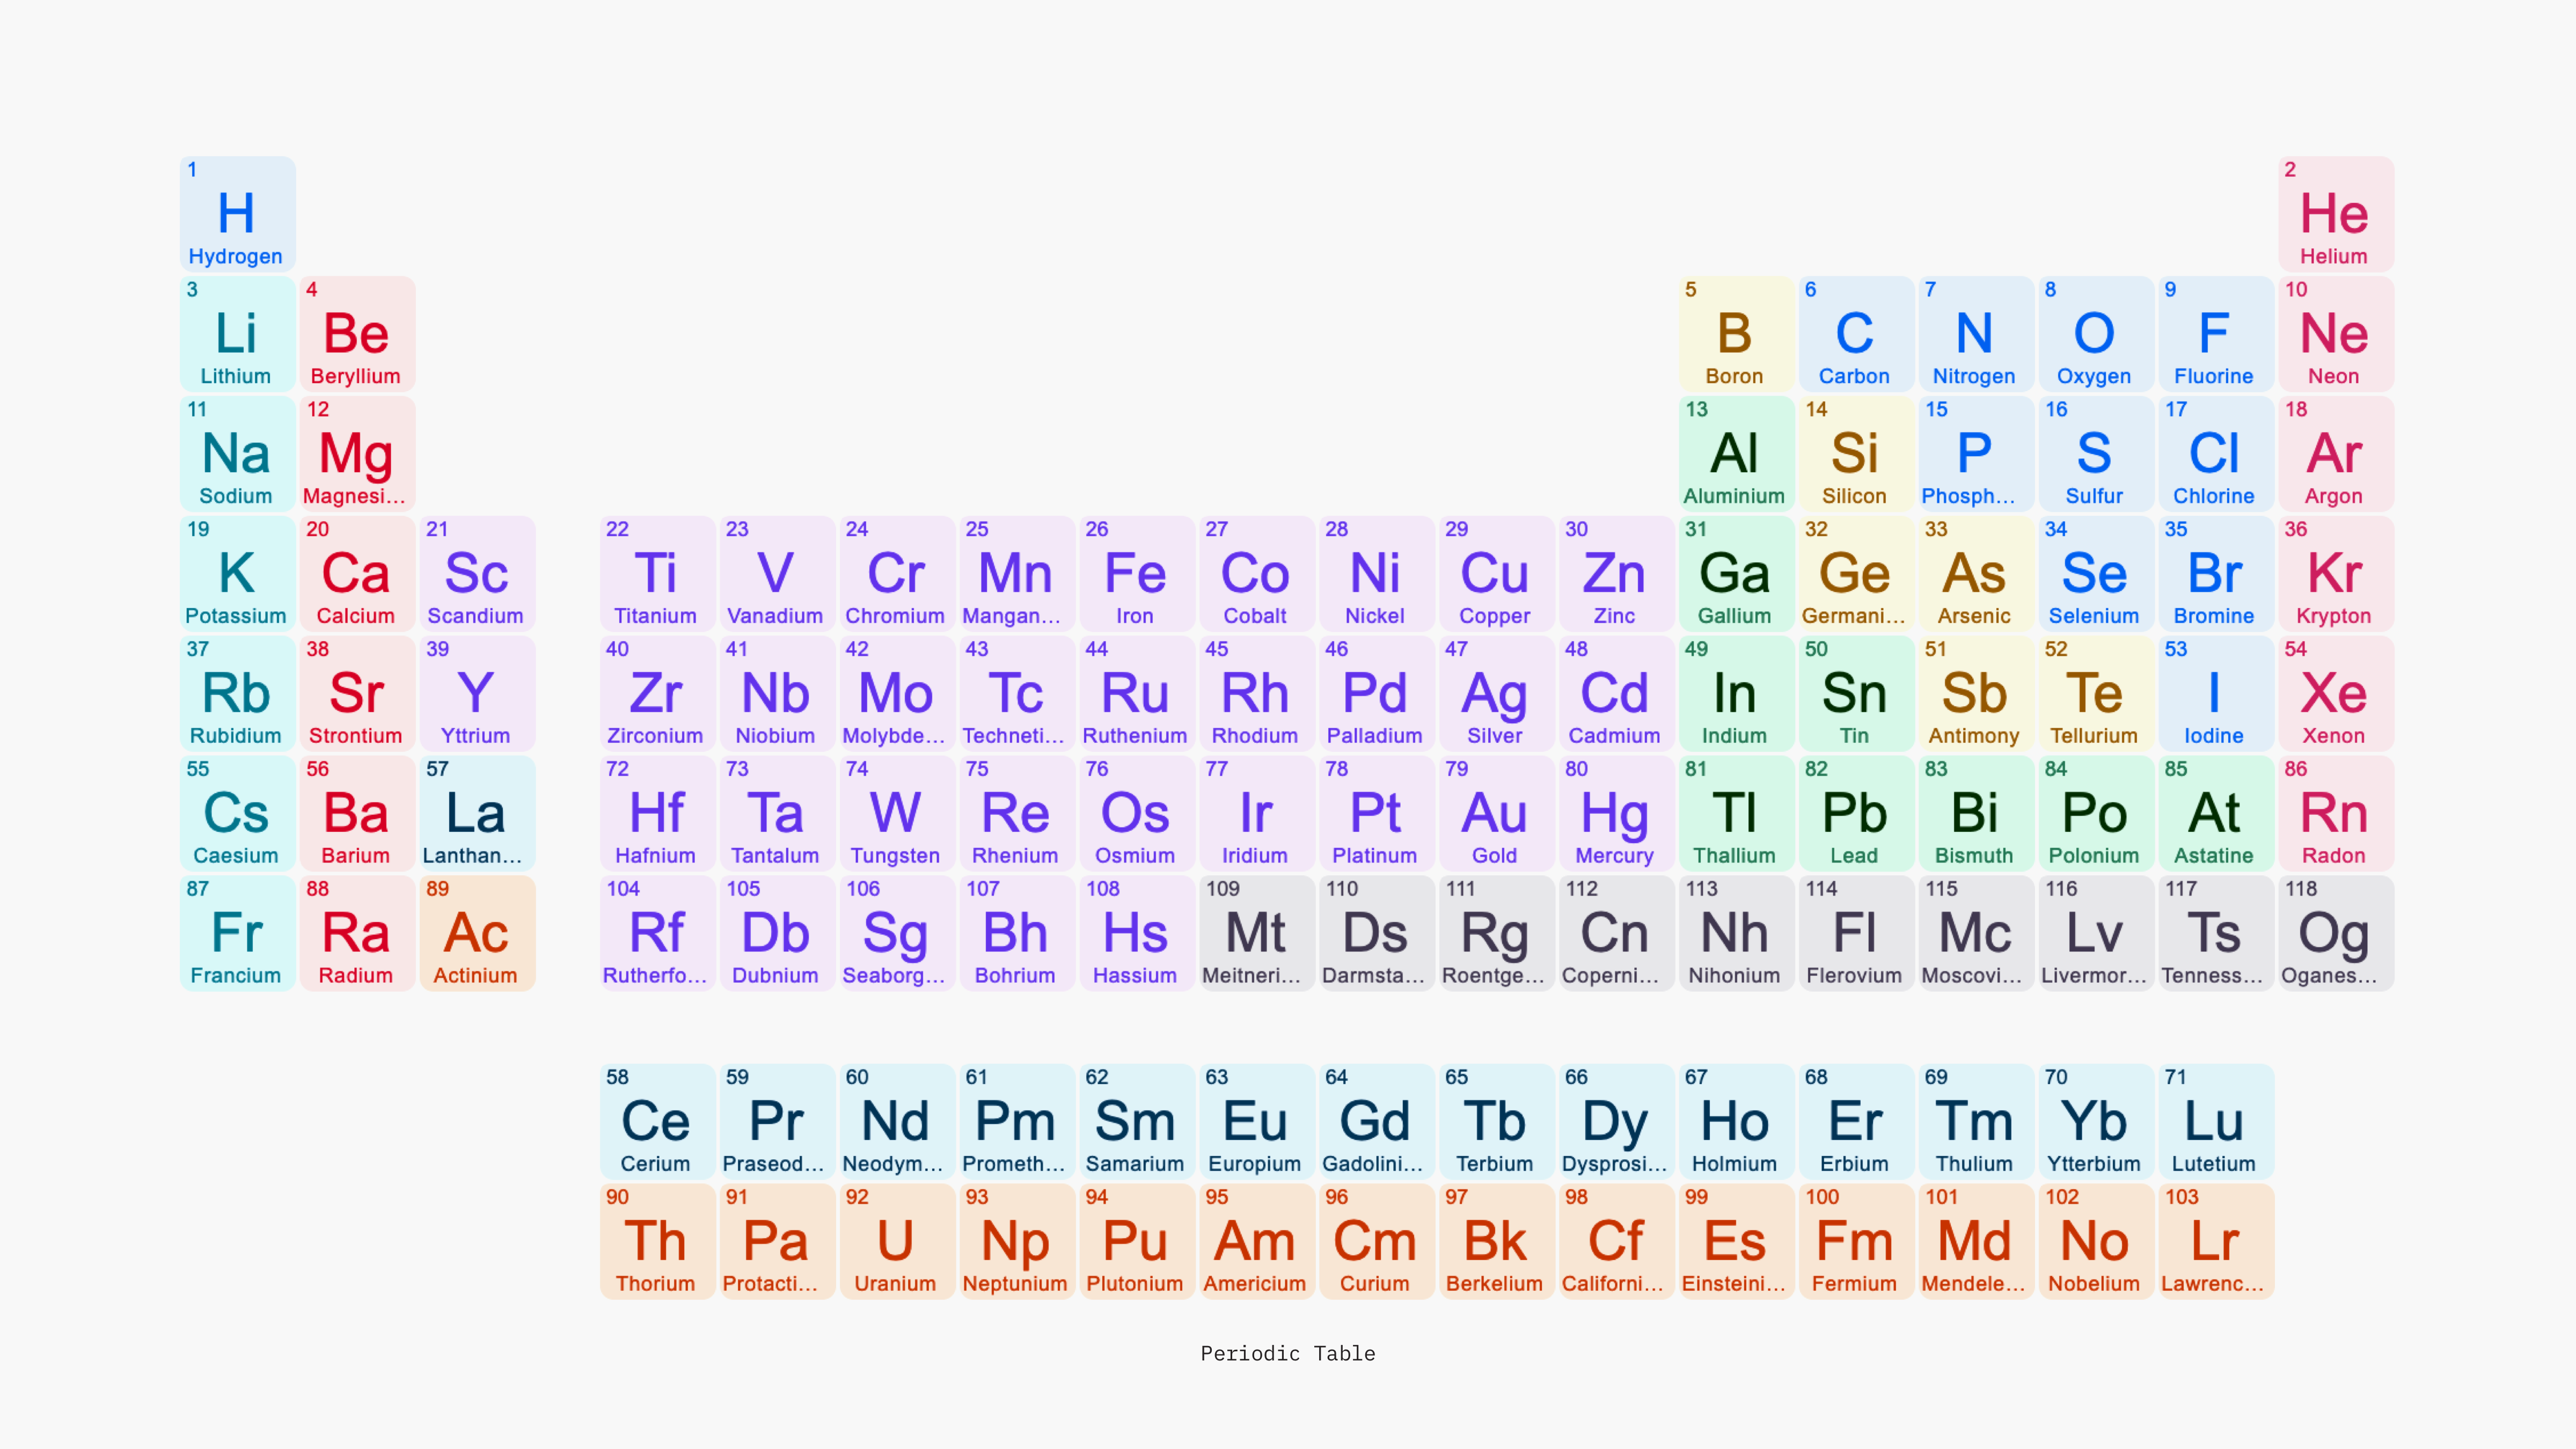 1 2
H He
Hydrogen Helium
3 4 5 6 7 8 9 10
Li Be B C N O F Ne
Lithium Beryllium Boron Carbon Nitrogen Oxygen Fluorine Neon
11 12 13 14 15 16 17 18
Na Mg Al Si P S Cl Ar
Sodium Magnesi... Aluminium Silicon Phosph... Sulfur Chlorine Argon
19 20 21 22 23 24 25 26 27 28 29 30 31 32 33 34 35 36
K Ca Sc Ti V Cr Mn Fe Co Ni Cu Zn Ga Ge As Se Br Kr
Potassium Calcium Scandium Titanium Vanadium Chromium Mangan... Iron Cobalt Nickel Copper Zinc Gallium Germani... Arsenic Selenium Bromine Krypton
37 38 39 40 41 42 43 44 45 46 47 48 49 50 51 52 53 54
Rb Sr Y Zr Nb Mo Tc Ru Rh Pd Ag Cd In Sn Sb Te I Xe
Rubidium Strontium Yttrium Zirconium Niobium Molybde... Techneti... Ruthenium Rhodium Palladium Silver Cadmium Indium Tin Antimony Tellurium Iodine Xenon
55 56 57 72 73 74 75 76 77 78 79 80 81 82 83 84 85 86
Cs Ba La Hf Ta W Re Os Ir Pt Au Hg Tl Pb Bi Po At Rn
Caesium Barium Lanthan... Hafnium Tantalum Tungsten Rhenium Osmium Iridium Platinum Gold Mercury Thallium Lead Bismuth Polonium Astatine Radon
87 88 89 104 105 106 107 108 109 110 111 112 113 114 115 116 117 118
Fr Ra Ac Rf Db Sg Bh Hs Mt Ds Rg Cn Nh Fl Mc Lv Ts Og
Francium Radium Actinium Rutherfo... Dubnium Seaborg... Bohrium Hassium Meitneri... Darmsta... Roentge... Coperni... Nihonium Flerovium Moscovi... Livermor... Tenness... Oganes...
58 59 60 61 62 63 64 65 66 67 68 69 70 71
Ce Pr Nd Pm Sm Eu Gd Tb Dy Ho Er Tm Yb Lu
Cerium Praseod... Neodym... Prometh... Samarium Europium Gadolini... Terbium Dysprosi... Holmium Erbium Thulium Ytterbium Lutetium
90 91 92 93 94 95 96 97 98 99 100 101 102 103
Th Pa U Np Pu Am Cm Bk Cf Es Fm Md No Lr
Thorium Protacti... Uranium Neptunium Plutonium Americium Curium Berkelium Californi... Einsteini... Fermium Mendele... Nobelium Lawrenc...
Periodic Table